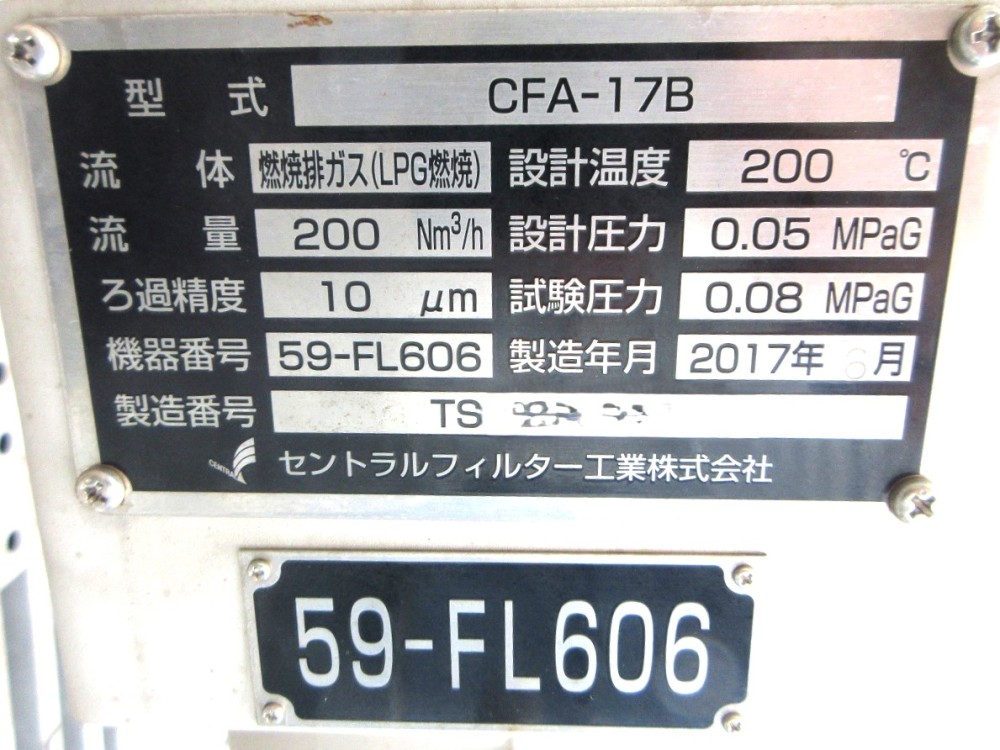 型式 CFA-17B
流体 燃焼排ガス(LPG燃焼) 設計温度 200 ℃
流量 200 Nm³/h 設計圧力 0.05 MPaG
ろ過精度 10 μm 試験圧力 0.08 MPaG
機器番号 59-FL606 製造年月 2017年 6月
製造番号 TS
CENTRAL セントラルフィルター工業株式会社
59-FL606